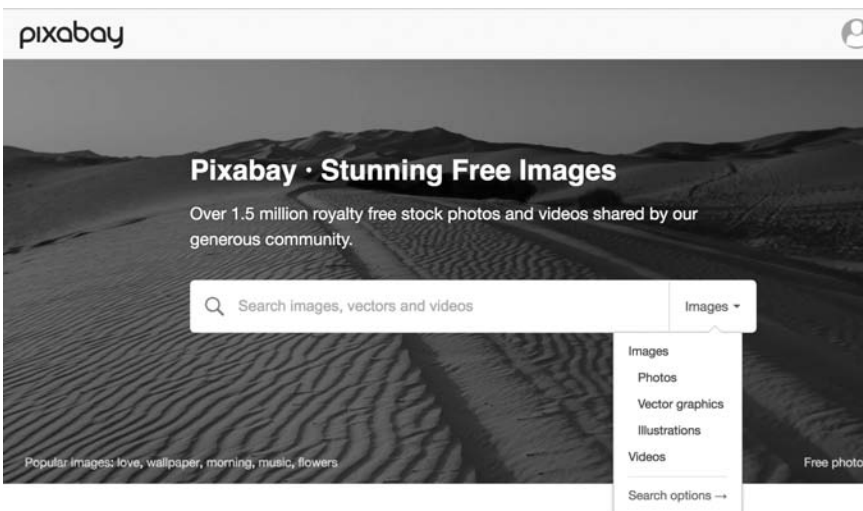 pixabay
Pixabay · Stunning Free Images
Over 1.5 million royalty free stock photos and videos shared by our
generous community.
Search images, vectors and videos
Images
Images
Photos
Vector graphics
Illustrations
Videos
Search options →
Popular images: love, wallpaper, morning, music, flowers
Free photo